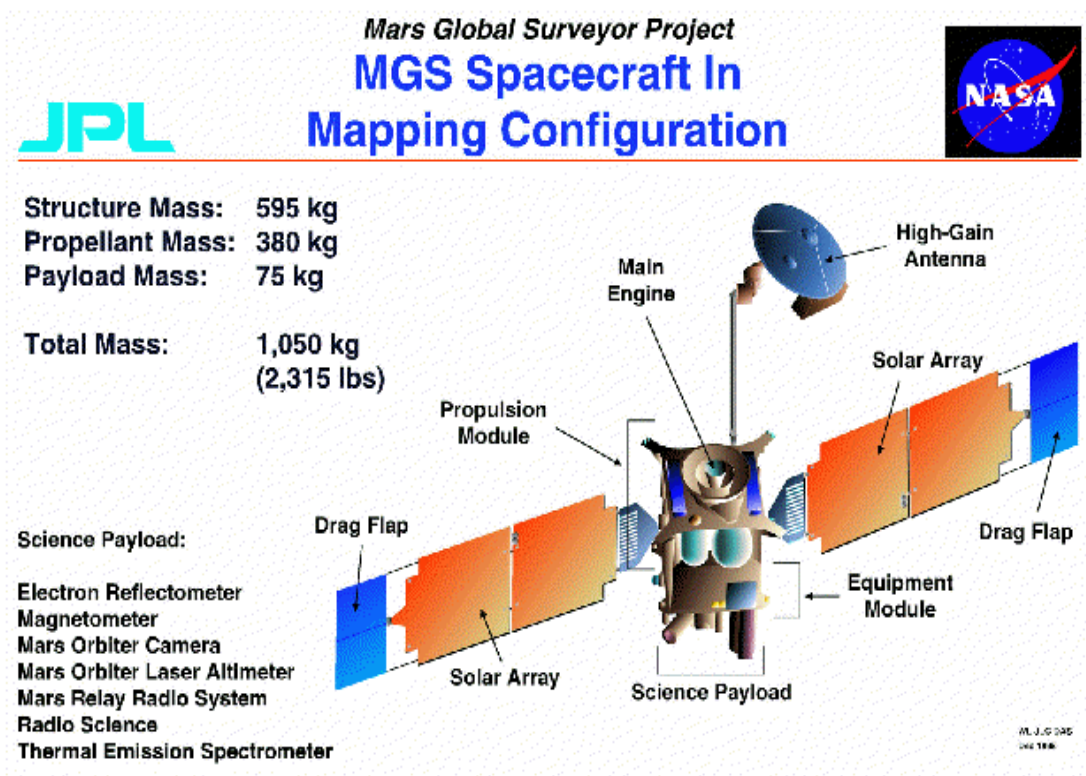 Mars Global Surveyor Project
MGS Spacecraft In
Mapping Configuration
JPL
NASA
Structure Mass: 595 kg
Propellant Mass: 380 kg
Payload Mass: 75 kg
Total Mass: 1,050 kg
(2,315 lbs)
High-Gain
Antenna
Main
Engine
Solar Array
Propulsion
Module
Drag Flap
Drag Flap
Science Payload:
Equipment
Module
Electron Reflectometer
Magnetometer
Mars Orbiter Camera
Mars Orbiter Laser Altimeter
Mars Relay Radio System
Radio Science
Thermal Emission Spectrometer
Solar Array
Science Payload